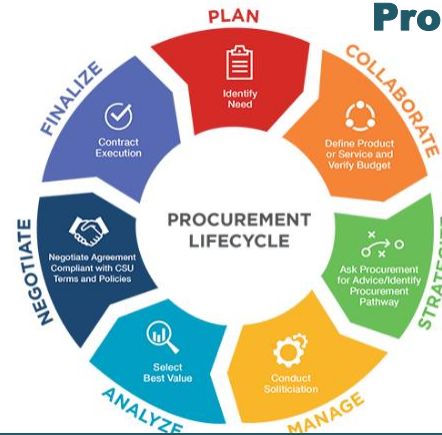 Pro
PLAN
Identify
Need
COLLABORATE
Define Product
or Service and
Verify Budget
Ask Procurement
for Advice/Identify
Procurement
Pathway
MANAGE
Conduct
Soliticiation
ANALYZE
Select
Best Value
NEGOTIATE
Negotiate Agreement
Compliant with CSU
Terms and Policies
FINALIZE
Contract
Execution
PROCUREMENT
LIFECYCLE